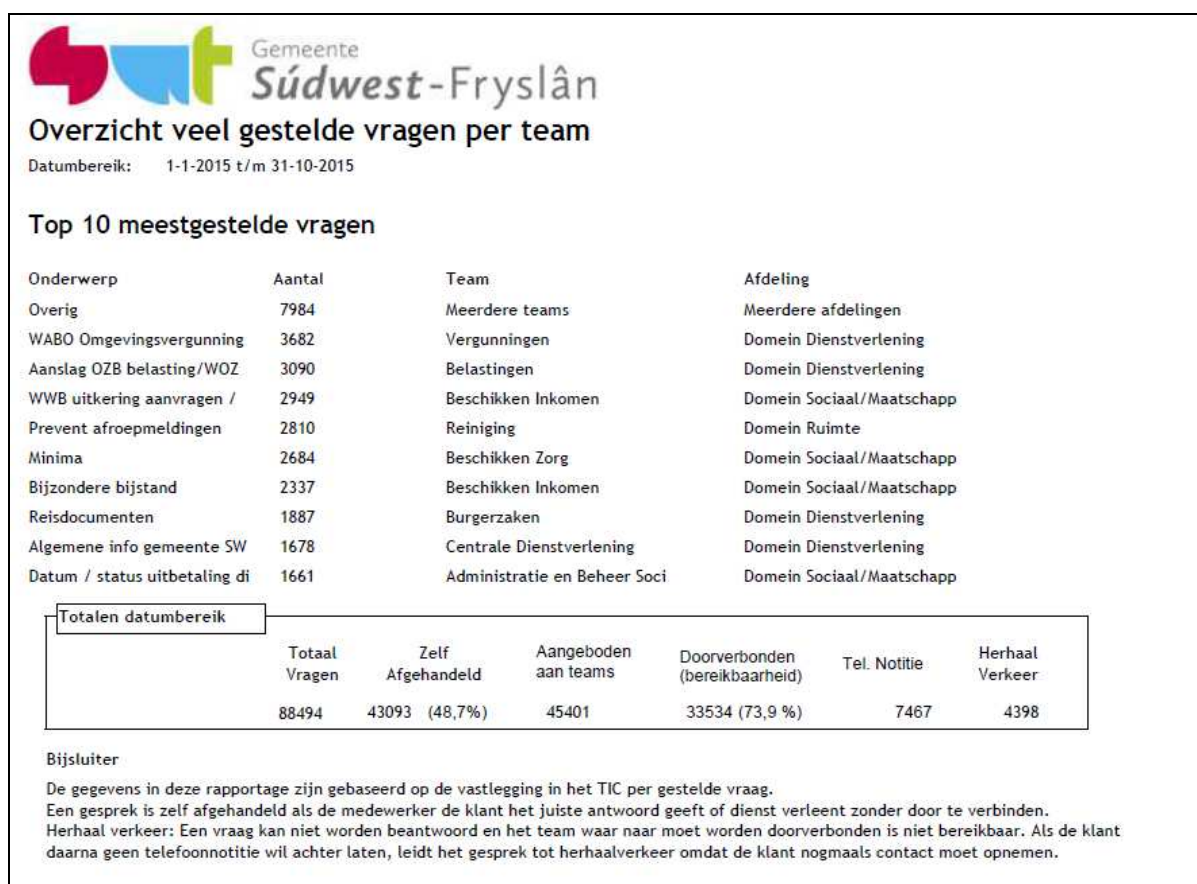 Gemeente
Súdwest-Fryslân
Overzicht veel gestelde vragen per team
Datumbereik: 1-1-2015 t/m 31-10-2015
Top 10 meestgestelde vragen
Onderwerp Aantal Team Afdeling
Overig 7984 Meerdere teams Meerdere afdelingen
WABO Omgevingsvergunning 3682 Vergunningen Domein Dienstverlening
Aanslag OZB belasting/WOZ 3090 Belastingen Domein Dienstverlening
WWB uitkering aanvragen / 2949 Beschikken Inkomen Domein Sociaal/Maatschapp
Prevent afroepmeldingen 2810 Reiniging Domein Ruimte
Minima 2684 Beschikken Zorg Domein Sociaal/Maatschapp
Bijzondere bijstand 2337 Beschikken Inkomen Domein Sociaal/Maatschapp
Reisdocumenten 1887 Burgerzaken Domein Dienstverlening
Algemene info gemeente SW 1678 Centrale Dienstverlening Domein Dienstverlening
Datum / status uitbetaling di 1661 Administratie en Beheer Soci Domein Sociaal/Maatschapp
Totalen datumbereik
Totaal Zelf Aangeboden Doorverbonden Tel. Notitie Herhaal
Vragen Afgehandeld aan teams (bereikbaarheid) Verkeer
88494 43093 (48,7%) 45401 33534 (73,9 %) 7467 4398
Bijsluiter
De gegevens in deze rapportage zijn gebaseerd op de vastlegging in het TIC per gestelde vraag.
Een gesprek is zelf afgehandeld als de medewerker de klant het juiste antwoord geeft of dienst verleent zonder door te verbinden.
Herhaal verkeer: Een vraag kan niet worden beantwoord en het team waar naar moet worden doorverbonden is niet bereikbaar. Als de klant
daarna geen telefoonnotitie wil achter laten, leidt het gesprek tot herhaalverkeer omdat de klant nogmaals contact moet opnemen.